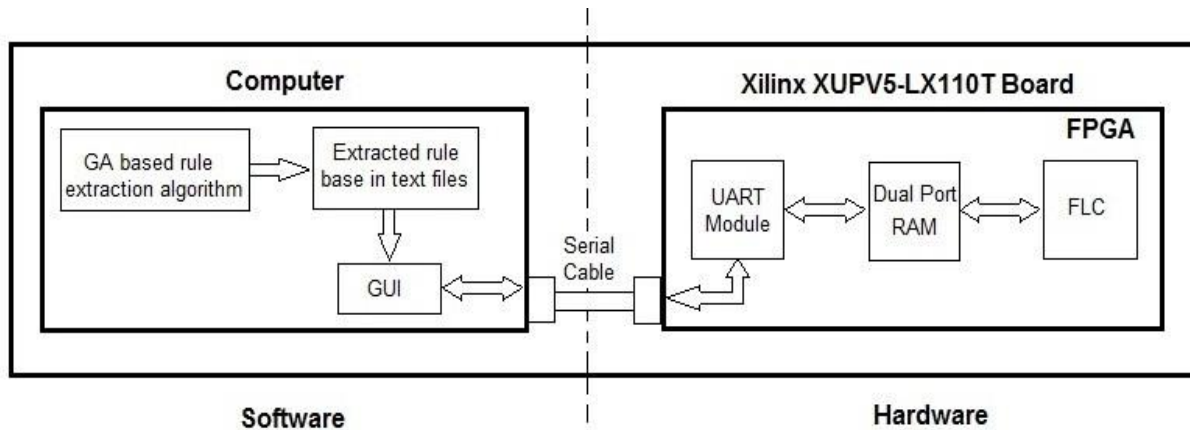 Computer
GA based rule
extraction algorithm
Extracted rule
base in text files
GUI
Serial
Cable
Xilinx XUPV5-LX110T Board
FPGA
UART
Module
Dual Port
RAM
FLC
Software
Hardware